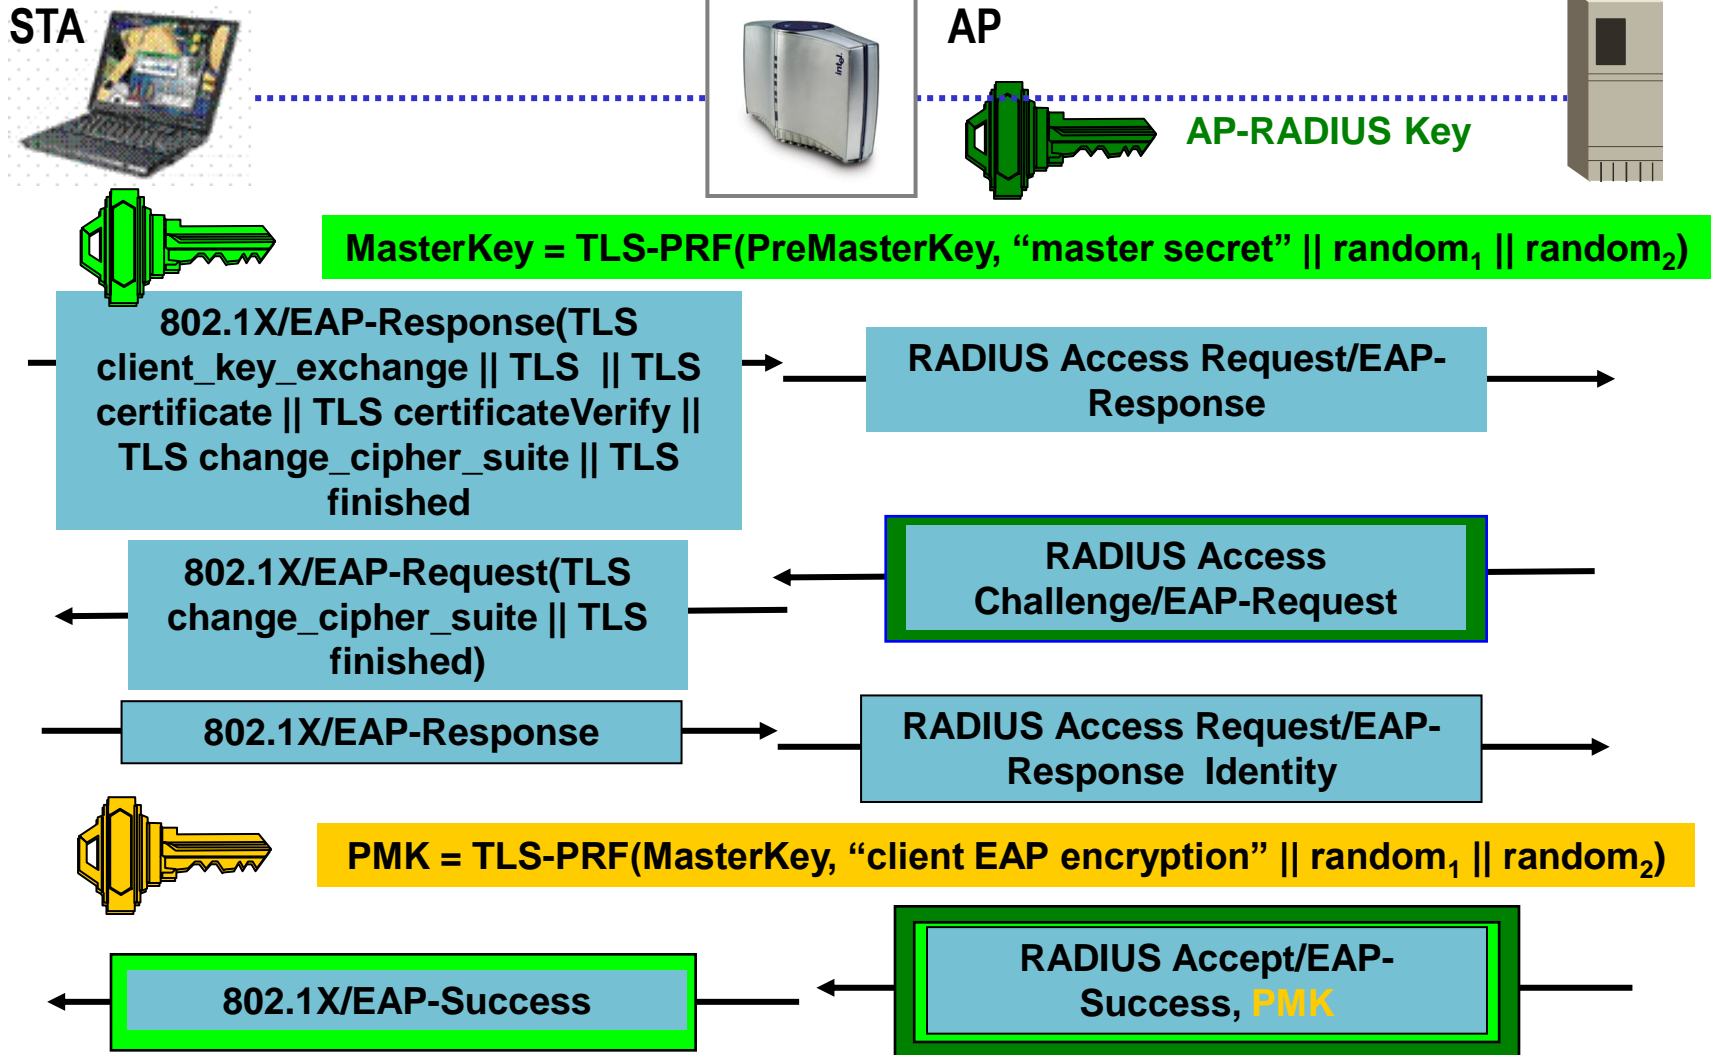 STA
AP
intel
AP-RADIUS Key
MasterKey = TLS-PRF(PreMasterKey, “master secret” || random1 || random2)
802.1X/EAP-Response(TLS
client_key_exchange || TLS || TLS
certificate || TLS certificateVerify ||
TLS change_cipher_suite || TLS
finished
RADIUS Access Request/EAP-
Response
RADIUS Access
Challenge/EAP-Request
802.1X/EAP-Request(TLS
change_cipher_suite || TLS
finished)
802.1X/EAP-Response
RADIUS Access Request/EAP-
Response Identity
PMK = TLS-PRF(MasterKey, “client EAP encryption” || random1 || random2)
802.1X/EAP-Success
RADIUS Accept/EAP-
Success, PMK